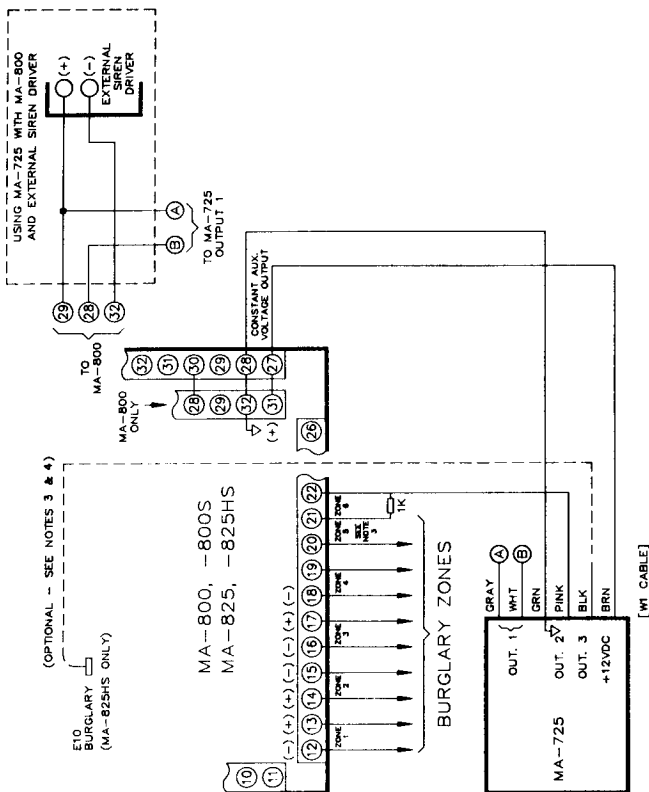 USING MA-725 WITH MA-800
AND EXTERNAL SIREN DRIVER
(+)
(-)
EXTERNAL
SIREN
DRIVER
29
28
32
TO
MA-800
A
B
TO MA-725
OUTPUT 1
MA-800
ONLY
32
31
30
29
28
27
28
29
32
31
(+)
26
CONSTANT AUX.
VOLTAGE OUTPUT
(OPTIONAL - SEE NOTES 3 & 4)
E10
BURGLARY
(MA-825HS ONLY)
MA-800, -800S
MA-825, -825HS
10
11
(-) (+) (+) (-) (-) (+) (-)
12 13 14 15 16 17 18 19 20 21 22
ZONE 1
ZONE 2
ZONE 3
ZONE 4
ZONE 5
ZONE 6
SEE
NOTE
3
1K
BURGLARY ZONES
MA-725
OUT. 1
OUT. 2
OUT. 3
+12VDC
GRAY
WHT
GRN
PINK
BLK
BRN
A
B
[W1 CABLE]